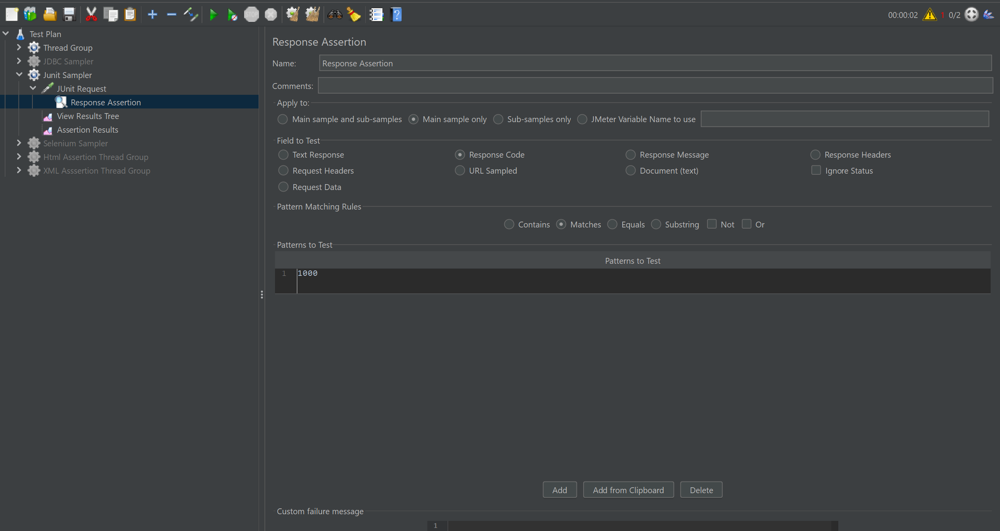 STOP
00:00:02 1 0/2
Test Plan
Thread Group
JDBC Sampler
Junit Sampler
JUnit Request
Response Assertion
View Results Tree
Assertion Results
Selenium Sampler
Html Assertion Thread Group
XML Asssertion Thread Group
Response Assertion
Name: Response Assertion
Comments:
Apply to:
Main sample and sub-samples Main sample only Sub-samples only JMeter Variable Name to use
Field to Test
Text Response Response Code Response Message Response Headers
Request Headers URL Sampled Document (text) Ignore Status
Request Data
Pattern Matching Rules
Contains Matches Equals Substring Not Or
Patterns to Test
Patterns to Test
1 1000
Add Add from Clipboard Delete
Custom failure message
1